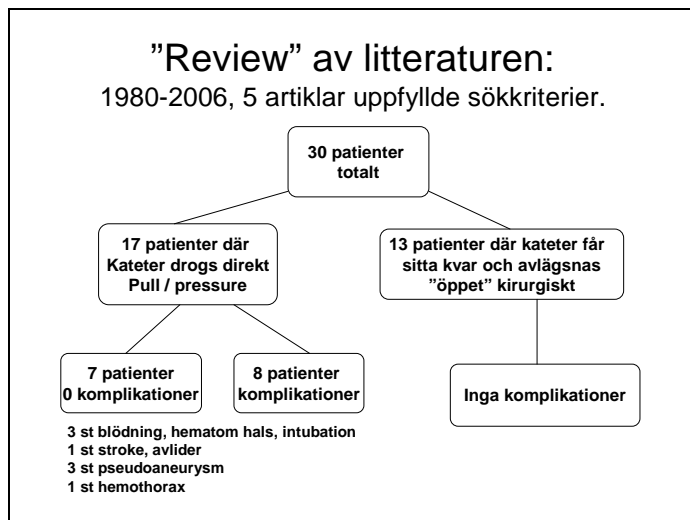 ”Review” av litteraturen:
1980-2006, 5 artiklar uppfyllde sökkriterier.
30 patienter
totalt
17 patienter där
Kateter drogs direkt
Pull / pressure
13 patienter där kateter får
sitta kvar och avlägsnas
”öppet” kirurgiskt
7 patienter
0 komplikationer
8 patienter
komplikationer
Inga komplikationer
3 st blödning, hematom hals, intubation
1 st stroke, avlider
3 st pseudoaneurysm
1 st hemothorax